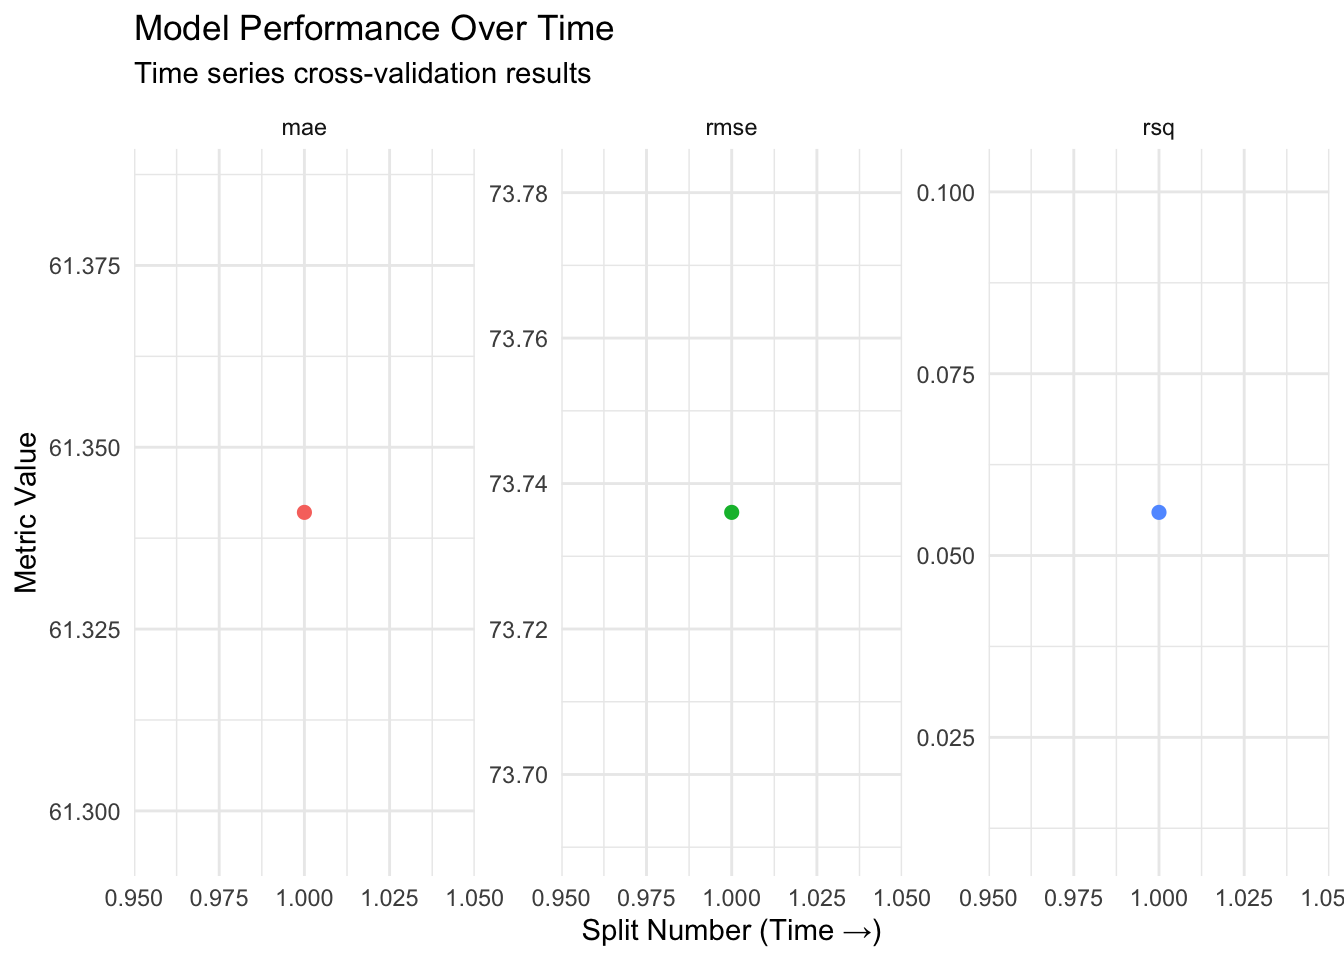 Model Performance Over Time
Time series cross-validation results
mae
rmse
rsq
Metric Value
61.375
61.350
61.325
61.300
73.78
73.76
73.74
73.72
73.70
0.100
0.075
0.050
0.025
0.950 0.975 1.000 1.025 1.050
0.950 0.975 1.000 1.025 1.050
0.950 0.975 1.000 1.025 1.05
Split Number (Time →)